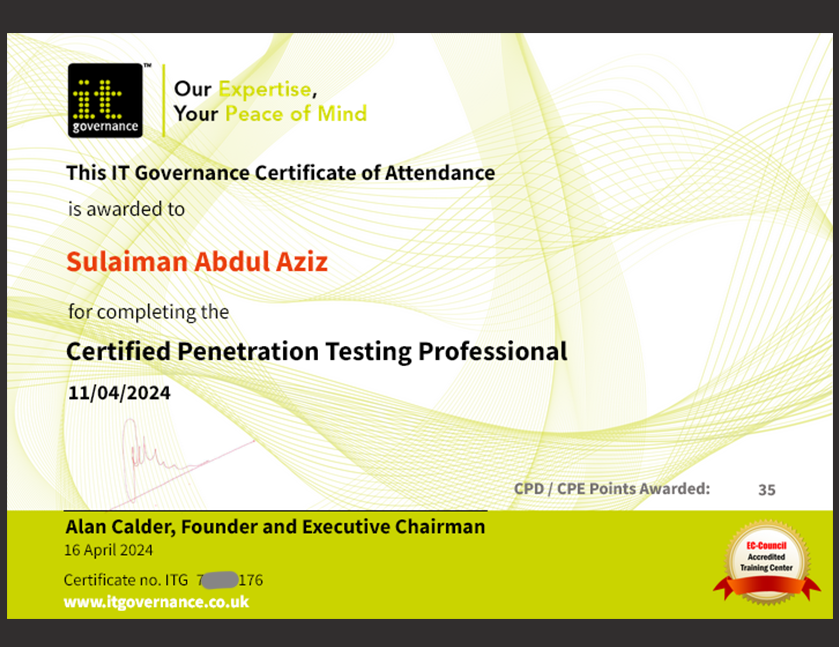 it
governance
TM
Our Expertise,
Your Peace of Mind
This IT Governance Certificate of Attendance
is awarded to
Sulaiman Abdul Aziz
for completing the
Certified Penetration Testing Professional
11/04/2024
CPD / CPE Points Awarded: 35
Alan Calder, Founder and Executive Chairman
16 April 2024
Certificate no. ITG 7 176
www.itgovernance.co.uk
EC-Council
Accredited
Training Center